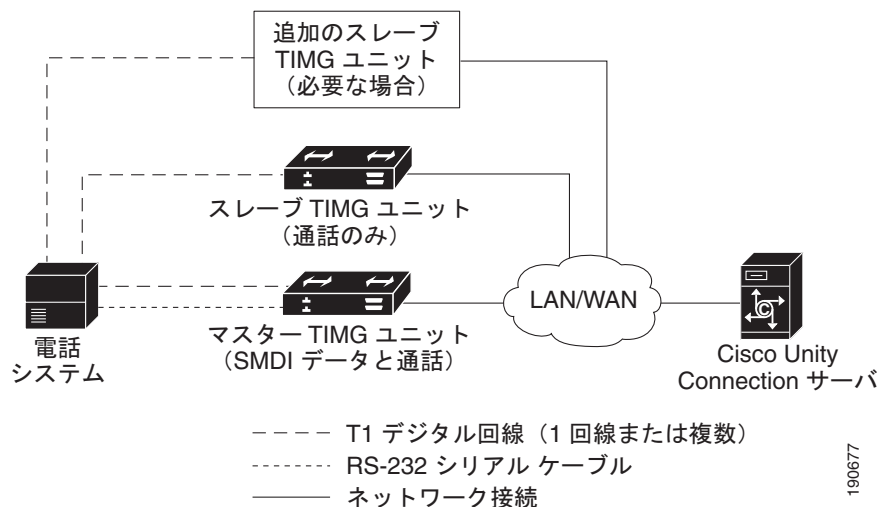 追加のスレーブ
TIMG ユニット
（必要な場合）
スレーブ TIMG ユニット
（通話のみ）
LAN/WAN
マスター TIMG ユニット
（SMDI データと通話）
電話
システム
Cisco Unity
Connection サーバ
T1 デジタル回線（1 回線または複数）
RS-232 シリアル ケーブル
ネットワーク接続
190677